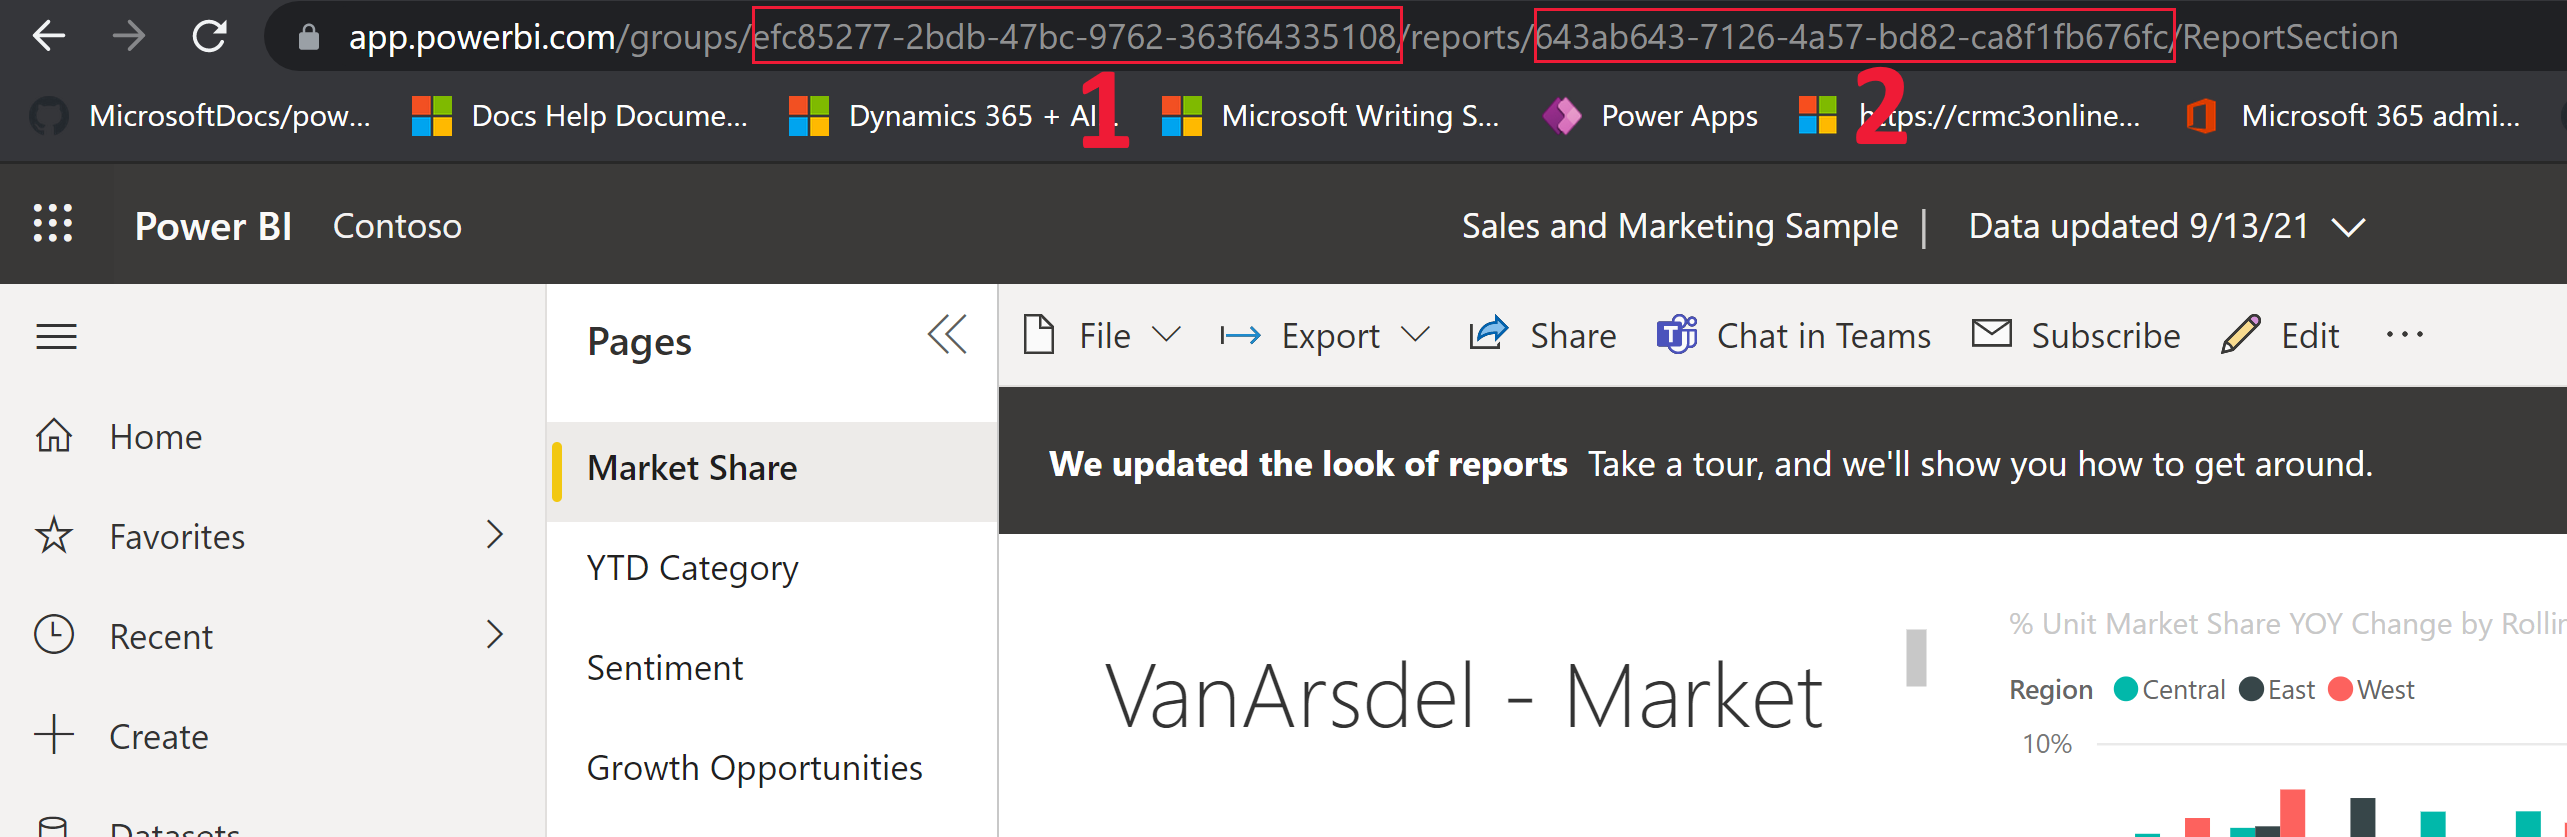 app.powerbi.com/groups/efc85277-2bdb-47bc-9762-363f64335108/reports/643ab643-7126-4a57-bd82-ca8f1fb676fc/ReportSection
1
2
MicrosoftDocs/pow...
Docs Help Docume...
Dynamics 365 + AI...
Microsoft Writing S...
Power Apps
https://crmc3online...
Microsoft 365 admi...
Power BI Contoso
Sales and Marketing Sample | Data updated 9/13/21
Pages
File
Export
Share
Chat in Teams
Subscribe
Edit
...
Home
Favorites
Recent
Create
Datasets
Market Share
YTD Category
Sentiment
Growth Opportunities
We updated the look of reports Take a tour, and we'll show you how to get around.
VanArsdel - Market
% Unit Market Share YOY Change by Rollin
Region Central East West
10%